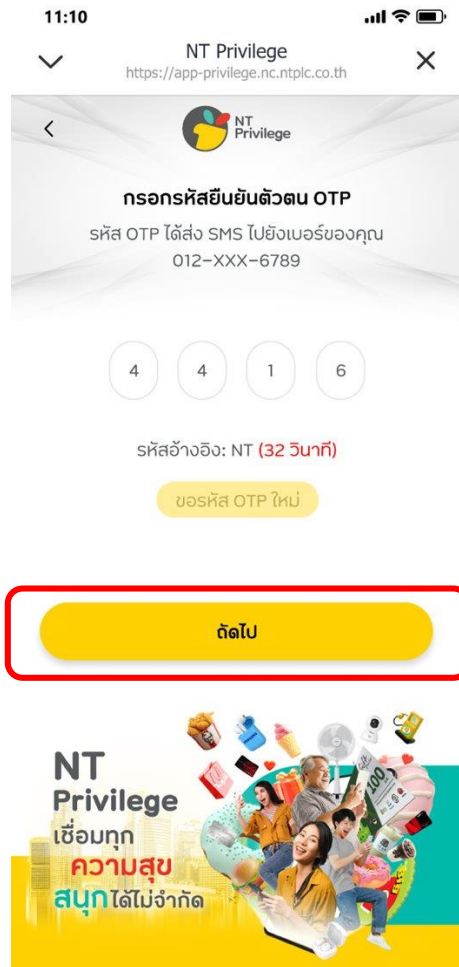 11:10
NT Privilege
https://app-privilege.nc.ntplc.co.th
NT
Privilege
กรอกรหัสยืนยันตัวตน OTP
รหัส OTP ได้ส่ง SMS ไปยังเบอร์ของคุณ
012-XXX-6789
4 4 1 6
รหัสอ้างอิง: NT (32 วินาที)
ขอรหัส OTP ใหม่
ถัดไป
NT
Privilege
เชื่อมทุก
ความสุข
สนุกได้ไม่จำกัด
100